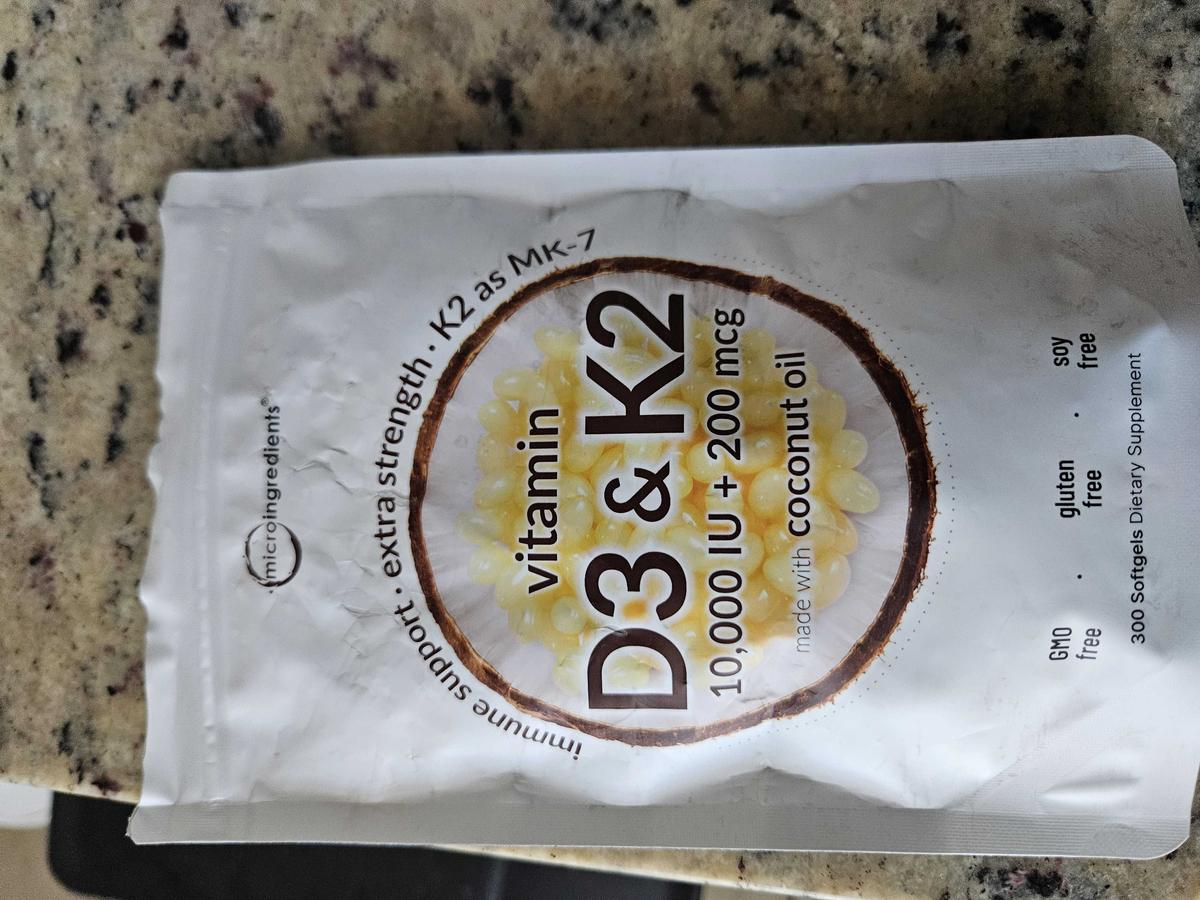 microingredients®
immune support · extra strength · K2 as MK-7
vitamin
D3 & K2
10,000 IU + 200 mcg
made with coconut oil
GMO free · gluten free · soy free
300 Softgels Dietary Supplement